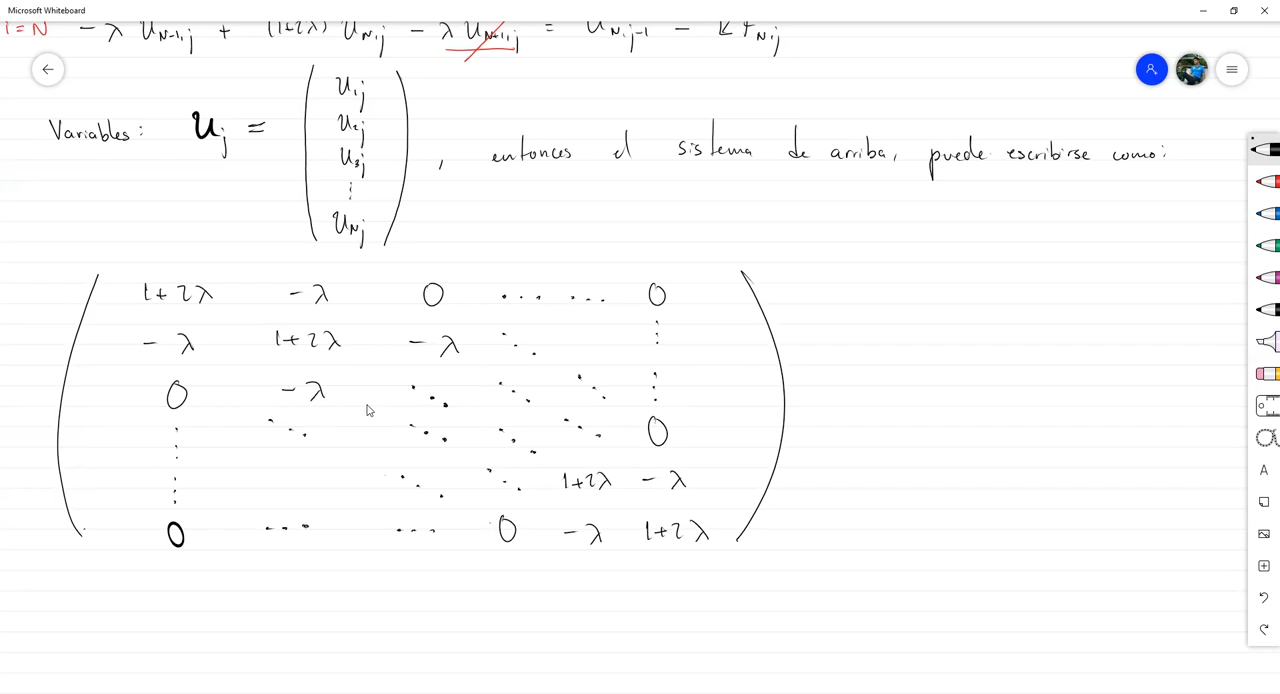 Microsoft Whiteboard
i = N − λ U_{N-1,j} + (1+2λ) U_{N,j} − λ U_{N+1,j} = U_{N,j-1} − k F_{N,j}
Variables: U_j = ( U_{1j} U_{2j} U_{3j} ⋮ U_{Nj} ) , entonces el sistema de arriba, puede escribirse como:
1+2λ −λ 0 ... ... 0
−λ 1+2λ −λ ⋱ ⋮
0 −λ ⋱ ⋱ ⋱ ⋮
⋮ ⋱ ⋱ ⋱ ⋱ 0
⋮ ⋱ ⋱ 1+2λ −λ
0 ... ... 0 −λ 1+2λ